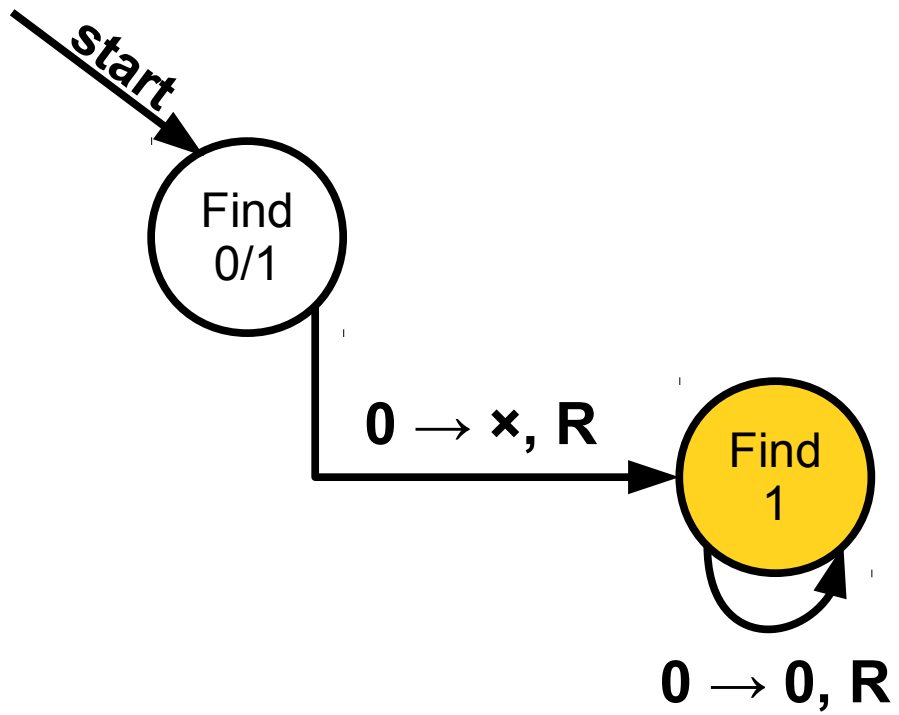 start
Find
0/1
0 → ×, R
Find
1
0 → 0, R